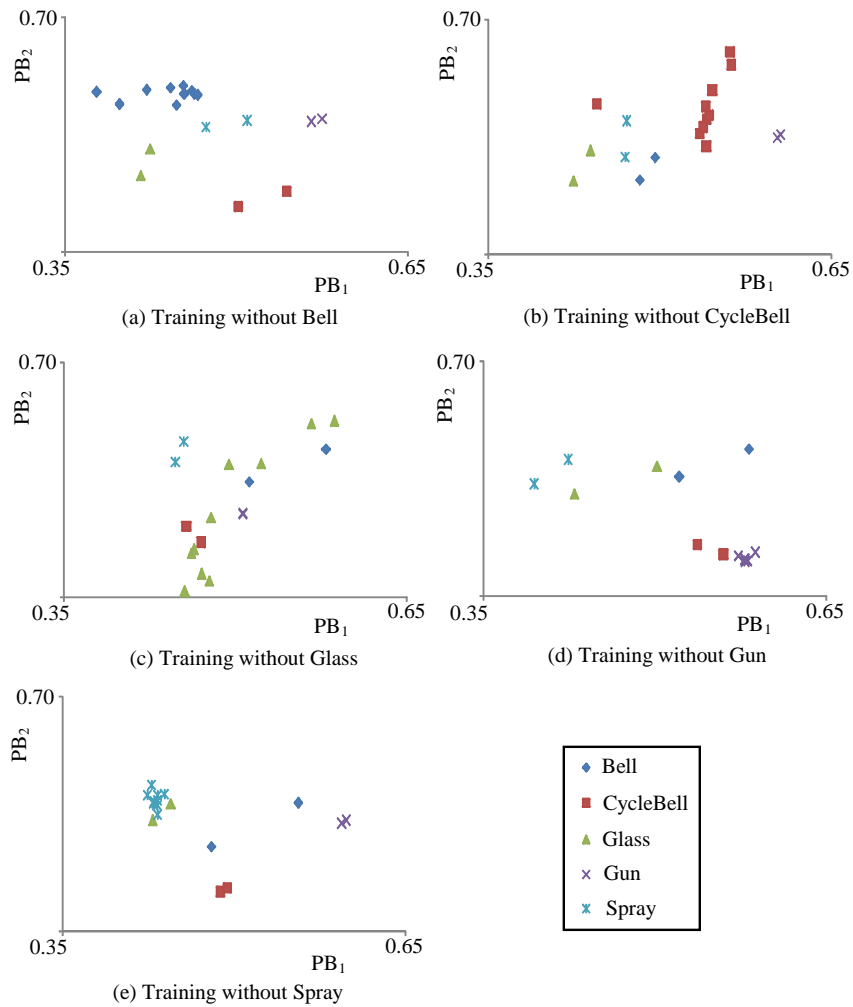 0.70
PB2
0.35
0.65
PB1
(a) Training without Bell
0.70
PB2
0.35
0.65
PB1
(b) Training without CycleBell
0.70
PB2
0.35
0.65
PB1
(c) Training without Glass
0.70
PB2
0.35
0.65
PB1
(d) Training without Gun
0.70
PB2
0.35
0.65
PB1
(e) Training without Spray
Bell
CycleBell
Glass
Gun
Spray